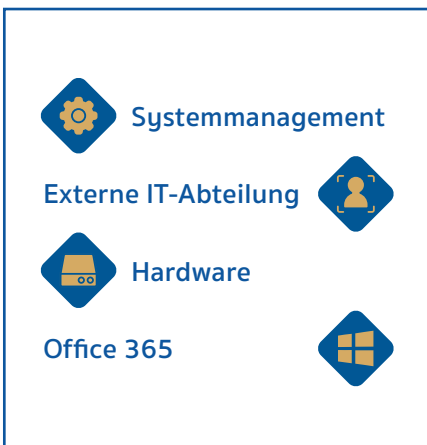 Systemmanagement
Externe IT-Abteilung
Hardware
Office 365